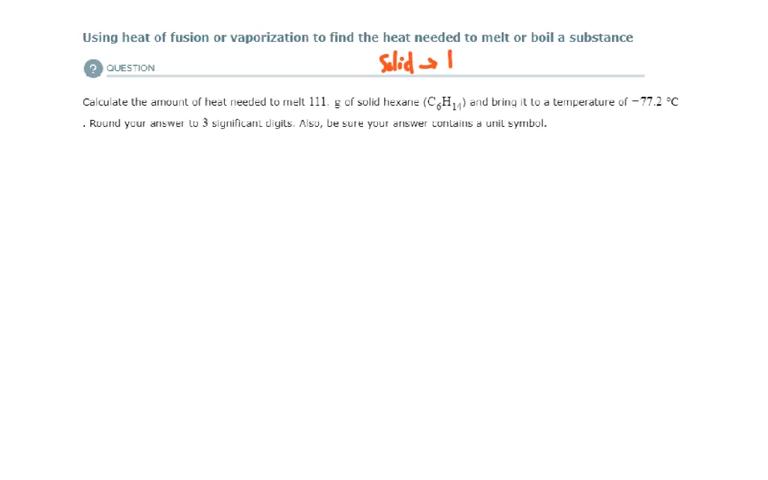 Using heat of fusion or vaporization to find the heat needed to melt or boil a substance
Solid → l
? QUESTION
Calculate the amount of heat needed to melt 111. g of solid hexane (C₆H₁₄) and bring it to a temperature of −77.2 °C
. Round your answer to 3 significant digits. Also, be sure your answer contains a unit symbol.